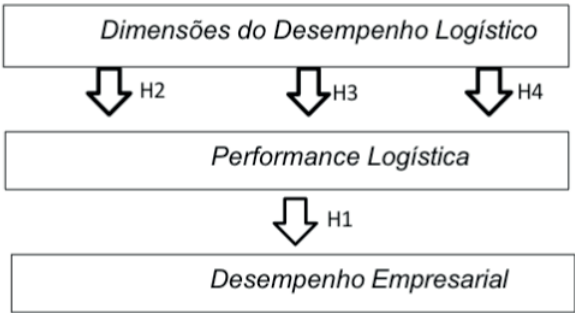 Dimensões do Desempenho Logístico
H2 H3 H4
Performance Logística
H1
Desempenho Empresarial